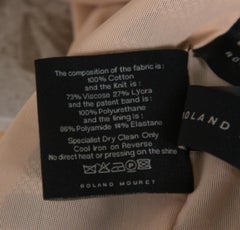 The composition of the fabric is:
100% Cotton
and the Knit is:
73% Viscose 27% Lycra
and the patent band is:
100% Polyurethane
and the lining is:
86% Polyamide 14% Elastane
Specialist Dry Clean Only
Cool Iron on Reverse
No direct heat or pressing on the shine
ROLAND MOURET
OLAND